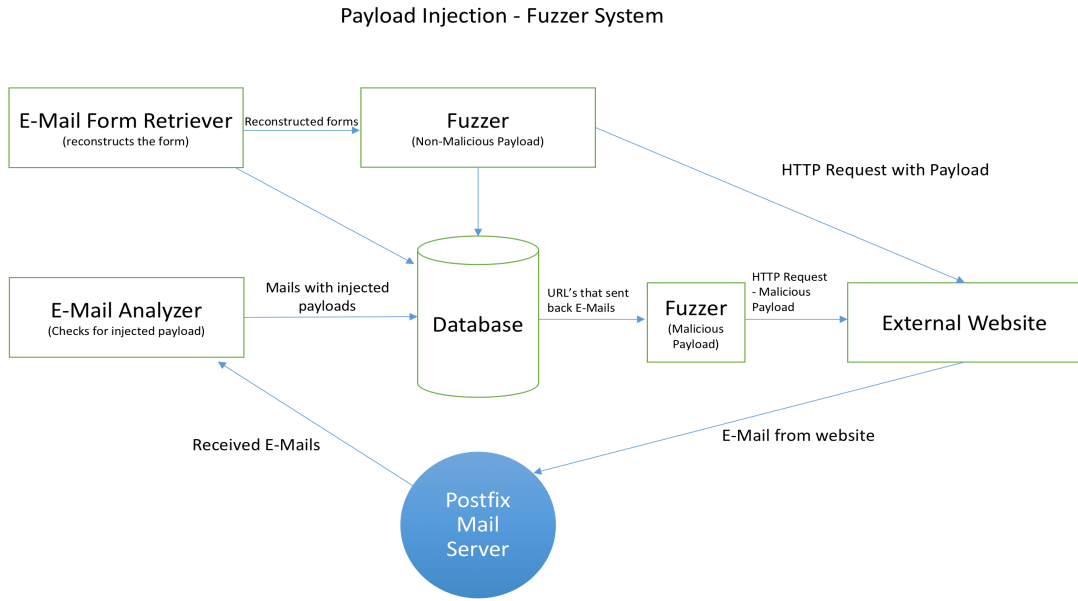 Payload Injection - Fuzzer System
E-Mail Form Retriever
(reconstructs the form)
Reconstructed forms
Fuzzer
(Non-Malicious Payload)
HTTP Request with Payload
E-Mail Analyzer
(Checks for injected payload)
Mails with injected
payloads
Database
URL's that sent
back E-Mails
Fuzzer
(Malicious
Payload)
HTTP Request
- Malicious
Payload
External Website
Received E-Mails
E-Mail from website
Postfix
Mail
Server